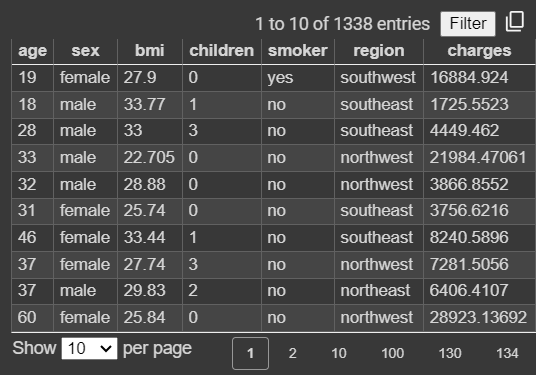 1 to 10 of 1338 entries Filter
age sex bmi children smoker region charges
19 female 27.9 0 yes southwest 16884.924
18 male 33.77 1 no southeast 1725.5523
28 male 33 3 no southeast 4449.462
33 male 22.705 0 no northwest 21984.47061
32 male 28.88 0 no northwest 3866.8552
31 female 25.74 0 no southeast 3756.6216
46 female 33.44 1 no southeast 8240.5896
37 female 27.74 3 no northwest 7281.5056
37 male 29.83 2 no northeast 6406.4107
60 female 25.84 0 no northwest 28923.13692
Show 10 per page 1 2 10 100 130 134